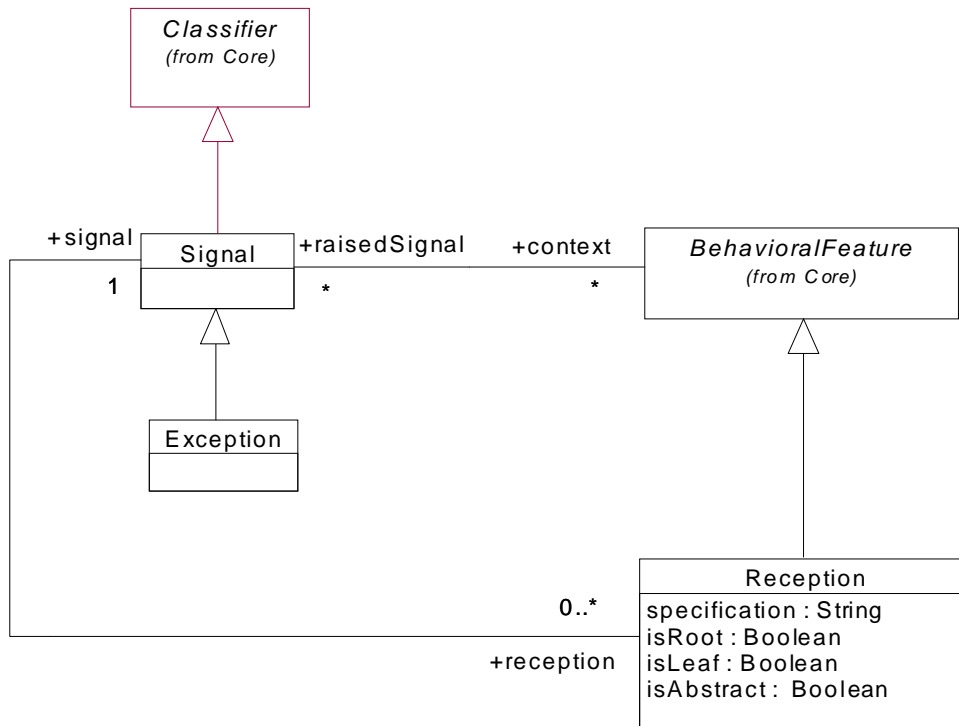 Classifier
(from Core)
+signal
Signal
+raisedSignal
+context
BehavioralFeature
(from Core)
1
*
*
Exception
Reception
0..*
specification : String
isRoot : Boolean
+reception
isLeaf : Boolean
isAbstract : Boolean